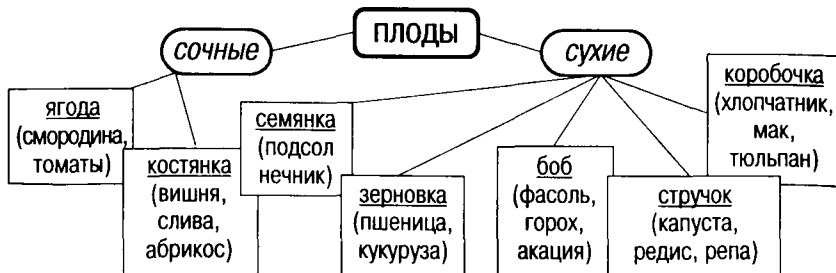 ПЛОДЫ
сочные
сухие
ягода
(смородина,
томаты)
костянка
(вишня,
слива,
абрикос)
семянка
(подсол
нечник)
зерновка
(пшеница,
кукуруза)
боб
(фасоль,
горох,
акация)
стручок
(капуста,
редис, репа)
коробочка
(хлопчатник,
мак,
тюльпан)